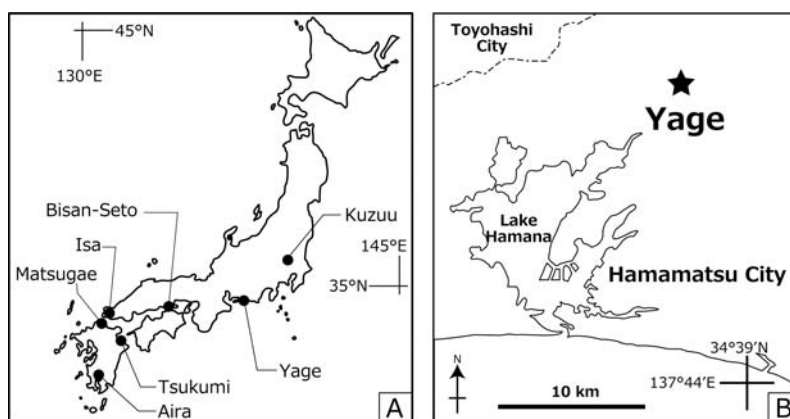 45°N
130°E
Bisan-Seto
Isa
Matsugae
Kuzuu
145°E
35°N
Tsukumi
Aira
Yage
A
Toyohashi
City
Yage
Lake
Hamana
Hamamatsu City
34°39′N
137°44′E
N
10 km
B